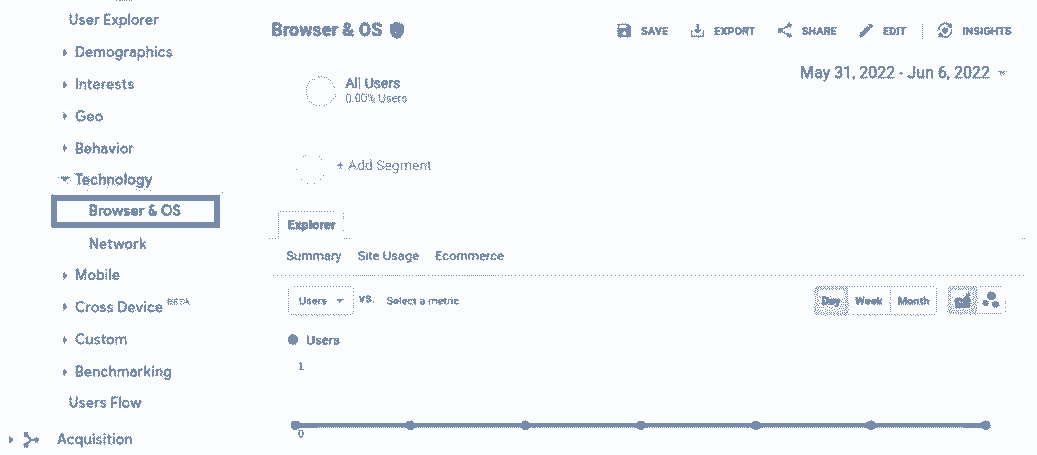 User Explorer
Demographics
Interests
Geo
Behavior
Technology
Browser & OS
Network
Mobile
Cross Device BETA
Custom
Benchmarking
Users Flow
Acquisition
Browser & OS
SAVE
EXPORT
SHARE
EDIT
INSIGHTS
May 31, 2022 - Jun 6, 2022
All Users
0.00% Users
+ Add Segment
Explorer
Summary Site Usage Ecommerce
Users VS. Select a metric
Day Week Month
Users
1
0